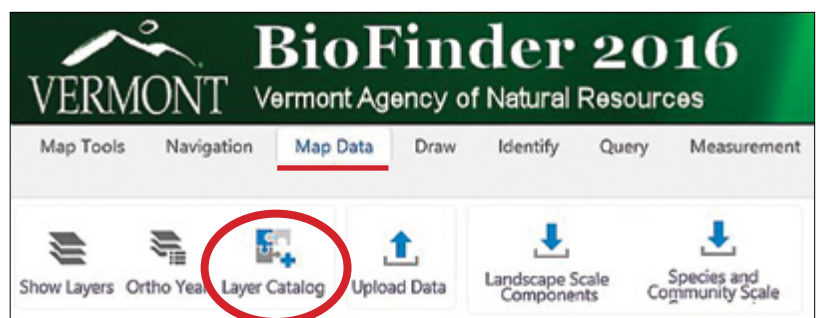 BioFinder 2016
VERMONT
Vermont Agency of Natural Resources
Map Tools Navigation Map Data Draw Identify Query Measurement
Show Layers Ortho Year Layer Catalog Upload Data
Landscape Scale
Components
Species and
Community Scale